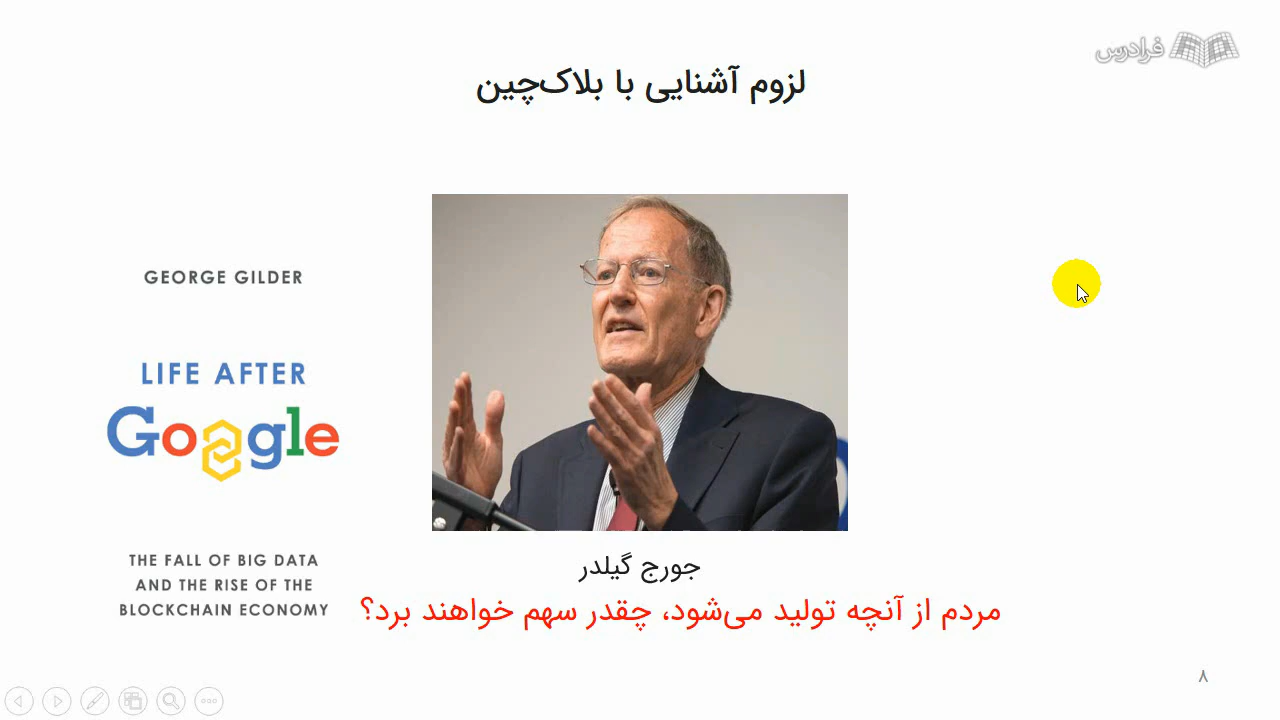 فرادرس
لزوم آشنایی با بلاک‌چین
GEORGE GILDER
LIFE AFTER
Google
THE FALL OF BIG DATA
AND THE RISE OF THE
BLOCKCHAIN ECONOMY
جورج گیلدر
مردم از آنچه تولید می‌شود، چقدر سهم خواهند برد؟
۸